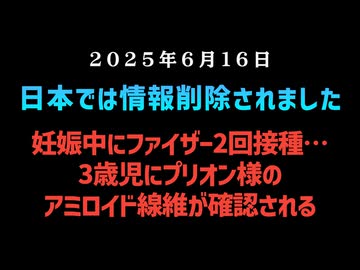 2025年6月16日
日本では情報削除されました
妊娠中にファイザー2回接種…
3歳児にプリオン様の
アミロイド線維が確認される